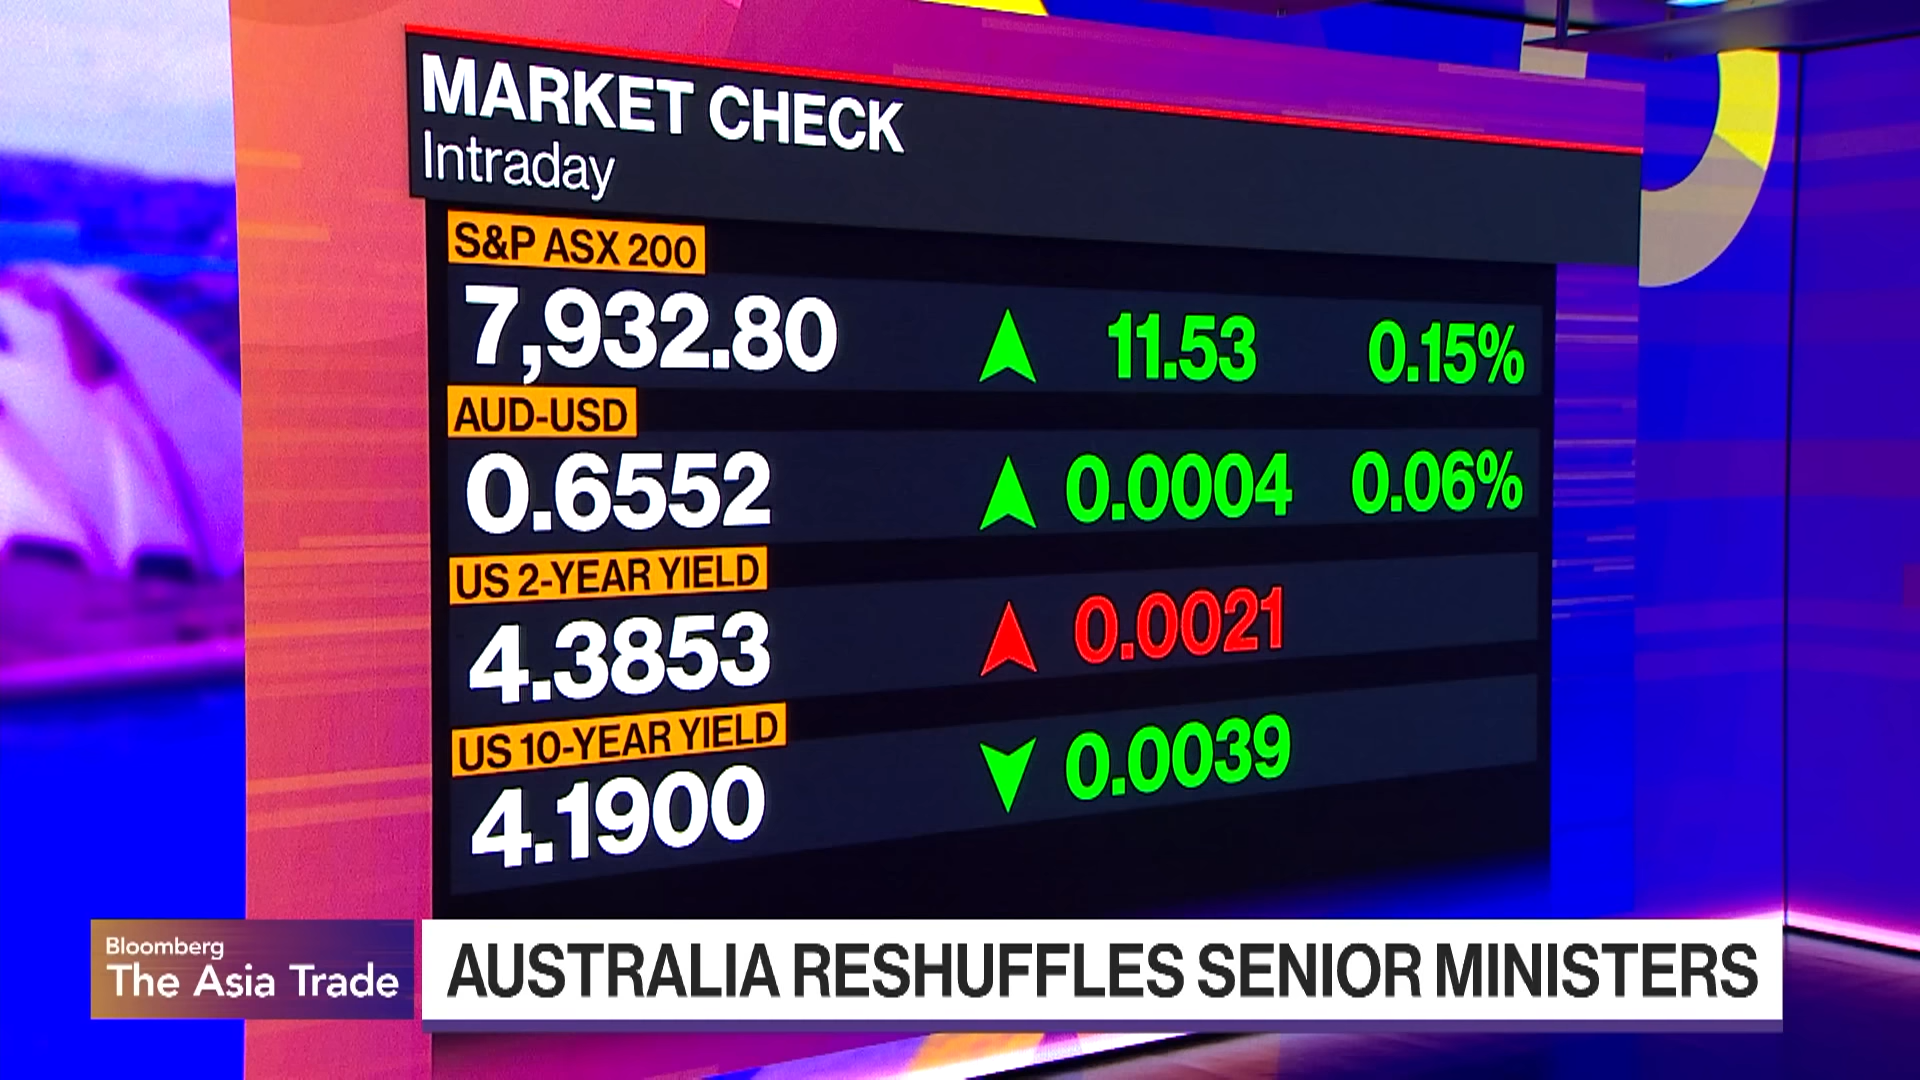 MARKET CHECK
Intraday
S&P ASX 200
7,932.80 ▲ 11.53 0.15%
AUD-USD
0.6552 ▲ 0.0004 0.06%
US 2-YEAR YIELD
4.3853 ▲ 0.0021
US 10-YEAR YIELD
4.1900 ▼ 0.0039
Bloomberg
The Asia Trade
AUSTRALIA RESHUFFLES SENIOR MINISTERS